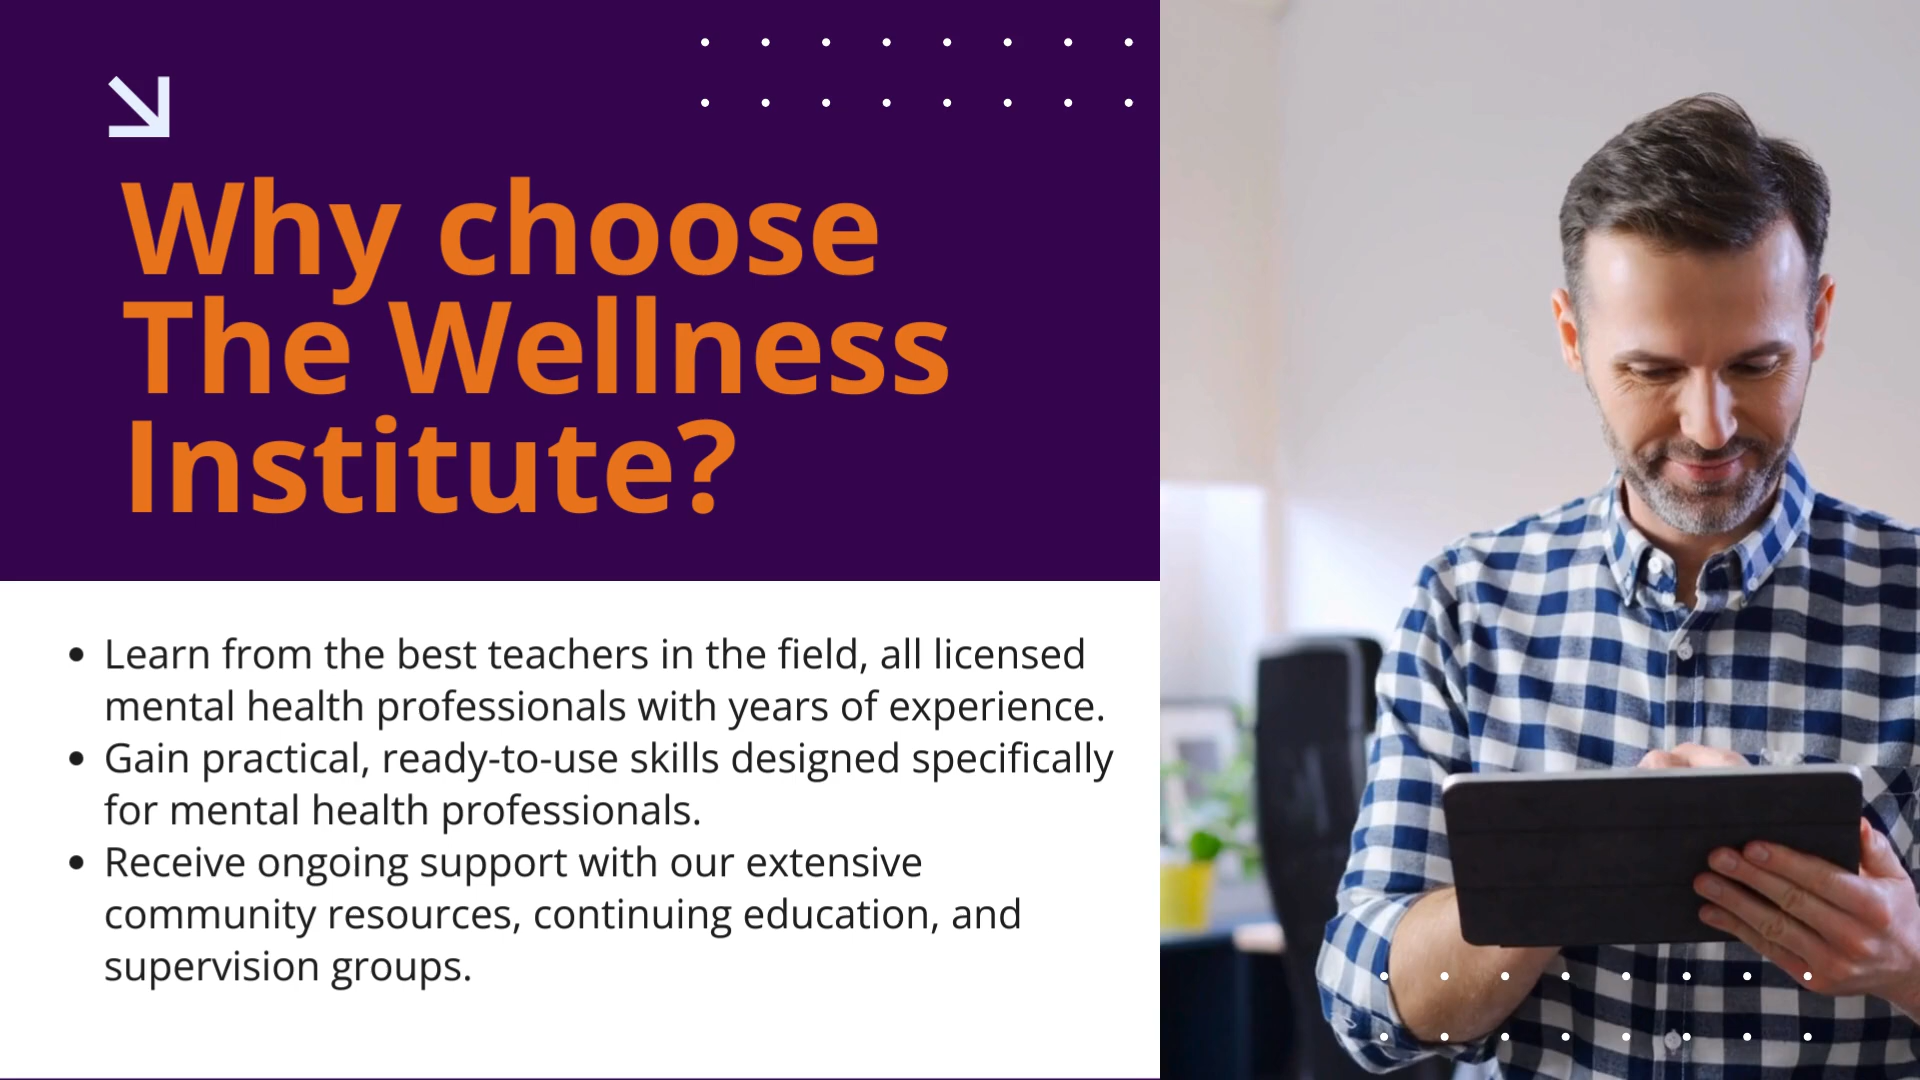 Why choose
The Wellness
Institute?
• Learn from the best teachers in the field, all licensed
mental health professionals with years of experience.
• Gain practical, ready-to-use skills designed specifically
for mental health professionals.
• Receive ongoing support with our extensive
community resources, continuing education, and
supervision groups.